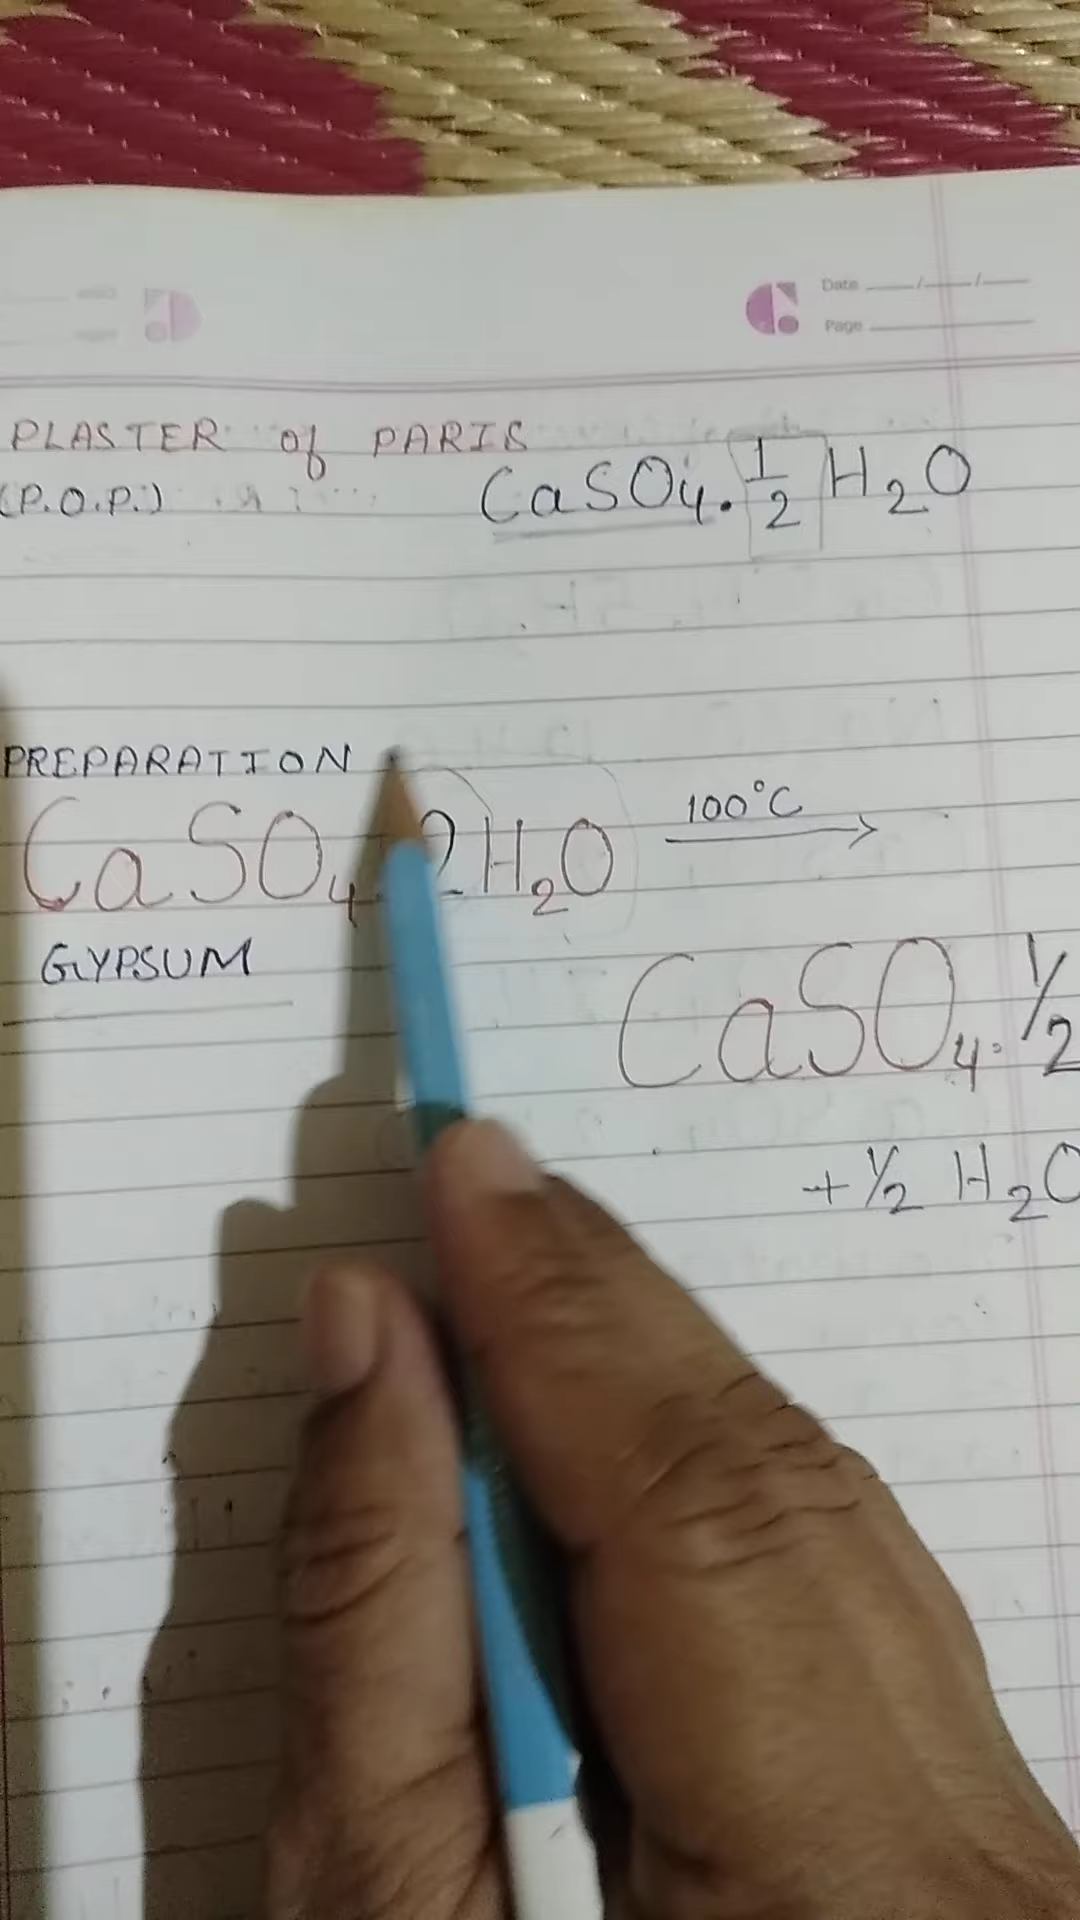 Date
Page
PLASTER of PARIS
(P.O.P.)
CaSO4.1/2 H2O
PREPARATION
CaSO4 2H2O 100°C →
GYPSUM
CaSO4.1/2
+1/2 H2O